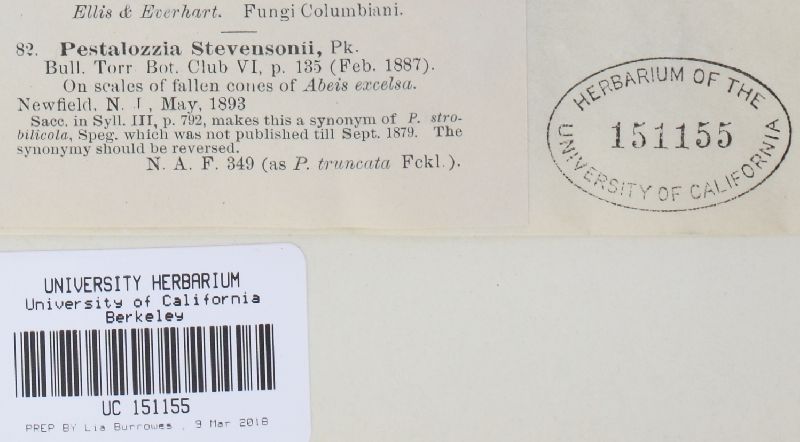 Ellis & Everhart. Fungi Columbiani.
82. Pestalozzia Stevensonii, Pk.
Bull. Torr Bot. Club VI, p. 135 (Feb. 1887).
On scales of fallen cones of Abeis excelsa.
Newfield, N. J , May, 1893
Sacc. in Syll. III, p. 792, makes this a synonym of P. stro-
bilicola, Speg. which was not published till Sept. 1879. The
synonymy should be reversed.
N. A. F. 349 (as P. truncata Fckl.).
HERBARIUM OF THE
151155
UNIVERSITY OF CALIFORNIA
UNIVERSITY HERBARIUM
University of California
Berkeley
UC 151155
PREP BY Lia Burrowes , 9 Mar 2018